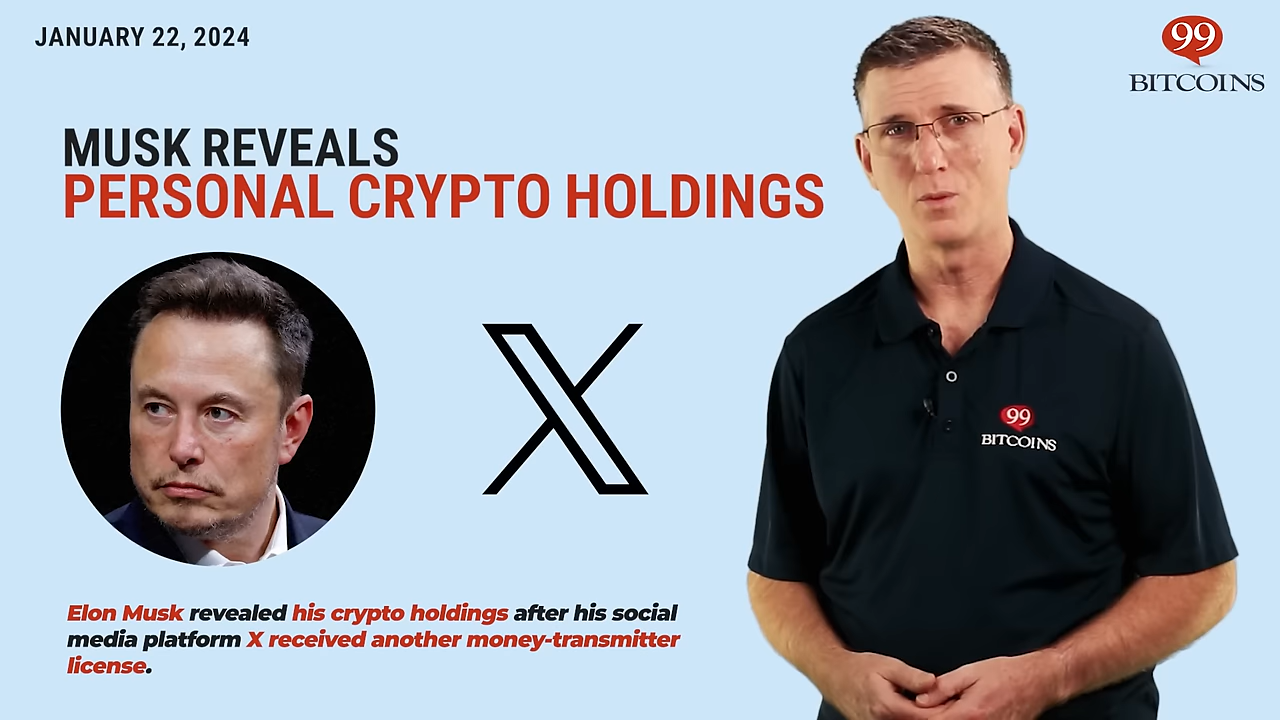 JANUARY 22, 2024
99
BITCOINS
MUSK REVEALS
PERSONAL CRYPTO HOLDINGS
99
BITCOINS
Elon Musk revealed his crypto holdings after his social
media platform X received another money-transmitter
license.